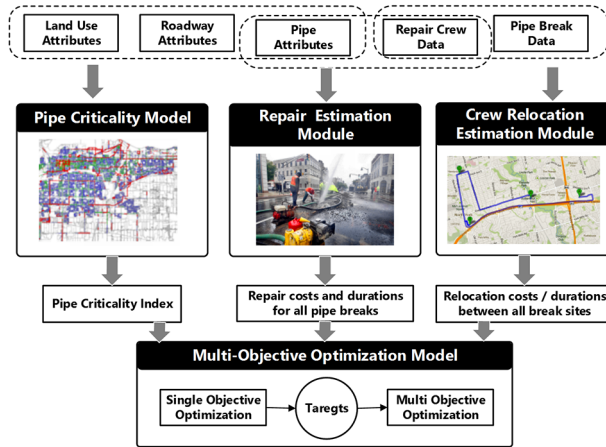 Land Use
Attributes
Roadway
Attributes
Pipe
Attributes
Repair Crew
Data
Pipe Break
Data
Pipe Criticality Model
Repair Estimation
Module
Crew Relocation
Estimation Module
Pipe Criticality Index
Repair costs and durations
for all pipe breaks
Relocation costs / durations
between all break sites
Multi-Objective Optimization Model
Single Objective
Optimization
Taregts
Multi Objective
Optimization